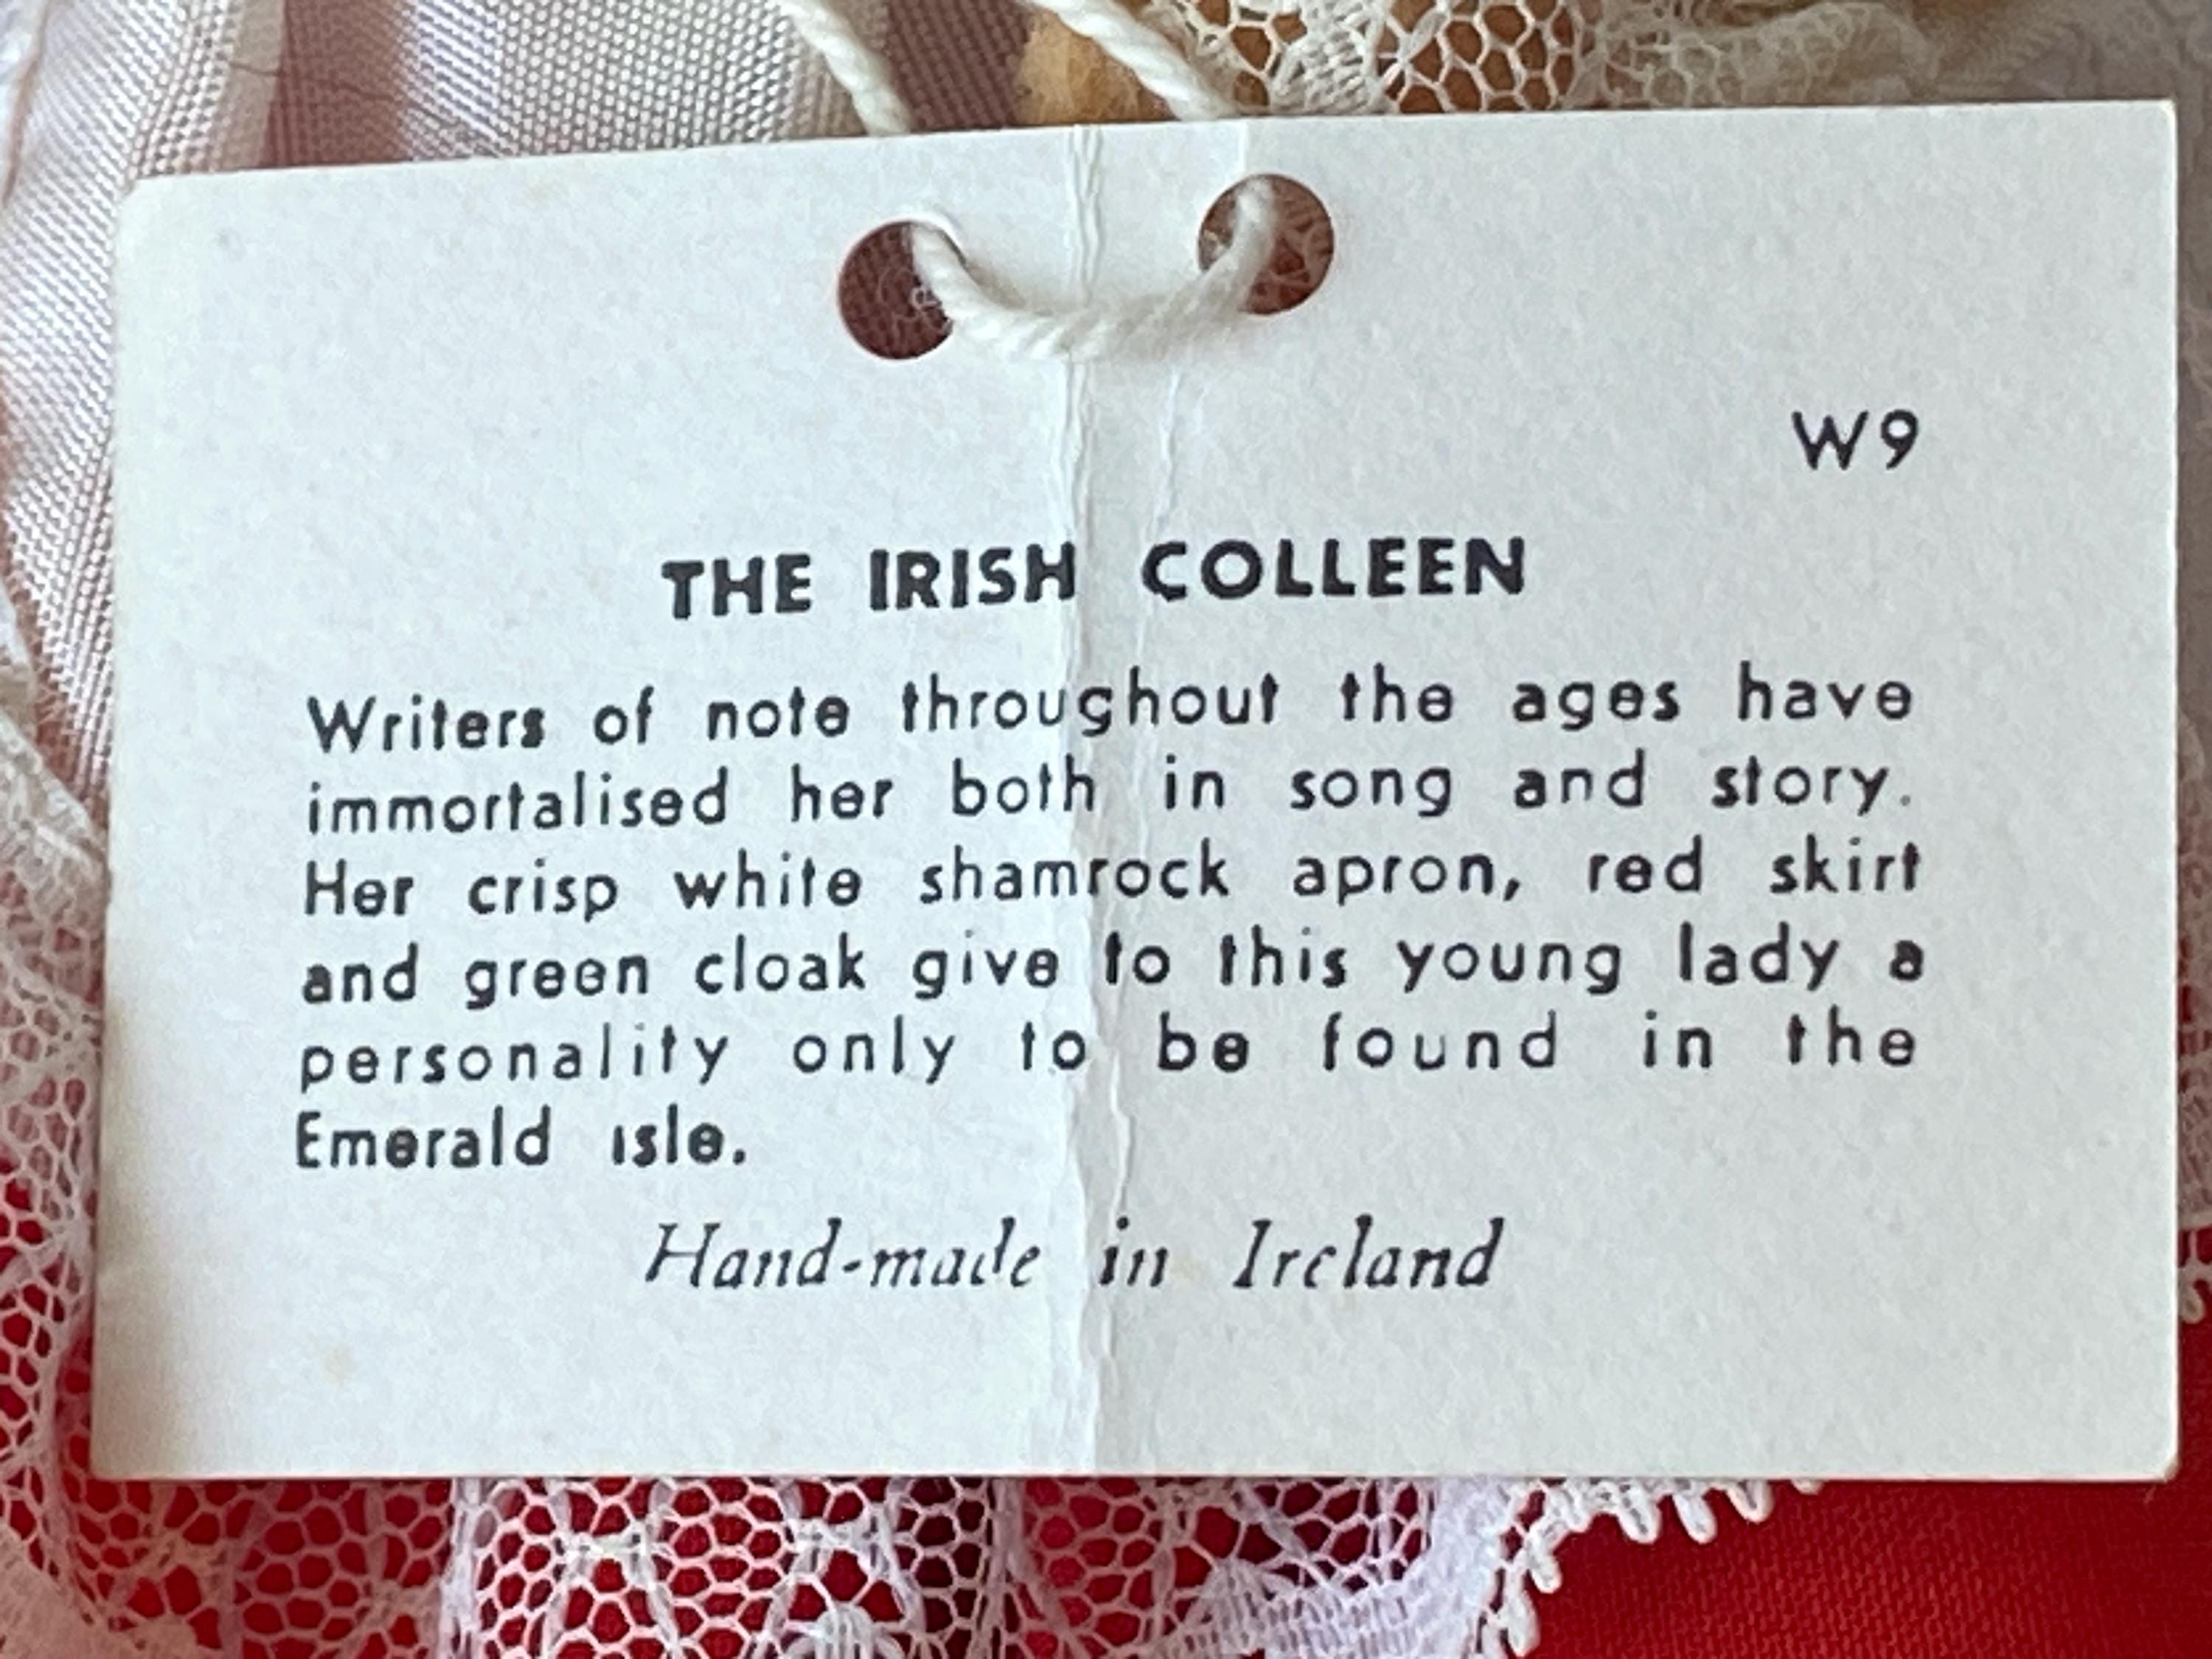 W9
THE IRISH COLLEEN
Writers of note throughout the ages have
immortalised her both in song and story.
Her crisp white shamrock apron, red skirt
and green cloak give to this young lady a
personality only to be found in the
Emerald isle.
Hand-made in Ireland